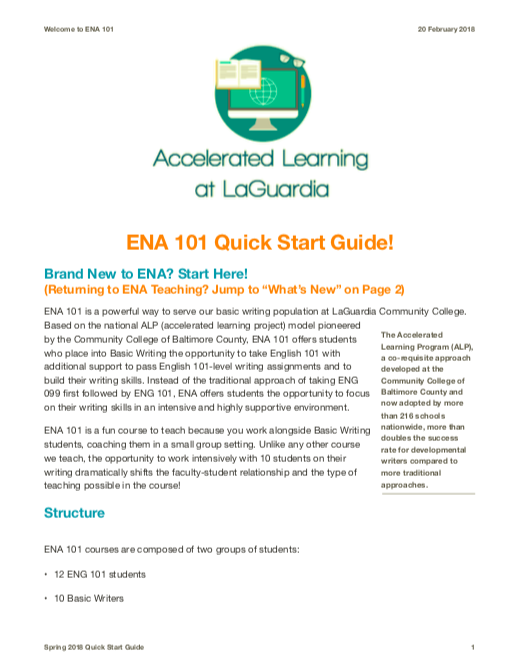 Welcome to ENA 101
20 February 2018
Accelerated Learning
at LaGuardia
ENA 101 Quick Start Guide!
Brand New to ENA? Start Here!
(Returning to ENA Teaching? Jump to “What’s New” on Page 2)
ENA 101 is a powerful way to serve our basic writing population at LaGuardia Community College.
Based on the national ALP (accelerated learning project) model pioneered
by the Community College of Baltimore County, ENA 101 offers students
who place into Basic Writing the opportunity to take English 101 with
additional support to pass English 101-level writing assignments and to
build their writing skills. Instead of the traditional approach of taking ENG
099 first followed by ENG 101, ENA offers students the opportunity to focus
on their writing skills in an intensive and highly supportive environment.
ENA 101 is a fun course to teach because you work alongside Basic Writing
students, coaching them in a small group setting. Unlike any other course
we teach, the opportunity to work intensively with 10 students on their
writing dramatically shifts the faculty-student relationship and the type of
teaching possible in the course!
The Accelerated
Learning Program (ALP),
a co-requisite approach
developed at the
Community College of
Baltimore County and
now adopted by more
than 216 schools
nationwide, more than
doubles the success
rate for developmental
writers compared to
more traditional
approaches.
Structure
ENA 101 courses are composed of two groups of students:
• 12 ENG 101 students
• 10 Basic Writers
Spring 2018 Quick Start Guide
1